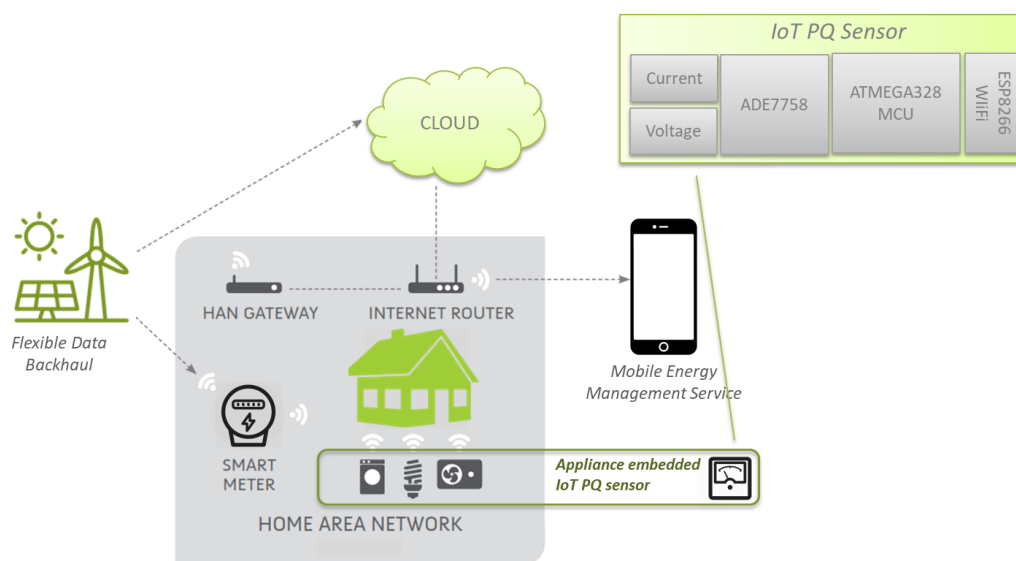 IoT PQ Sensor
Current
Voltage
ADE7758
ATMEGA328
MCU
ESP8266
WIiFi
CLOUD
HAN GATEWAY
INTERNET ROUTER
Flexible Data
Backhaul
Mobile Energy
Management Service
SMART
METER
Appliance embedded
IoT PQ sensor
HOME AREA NETWORK